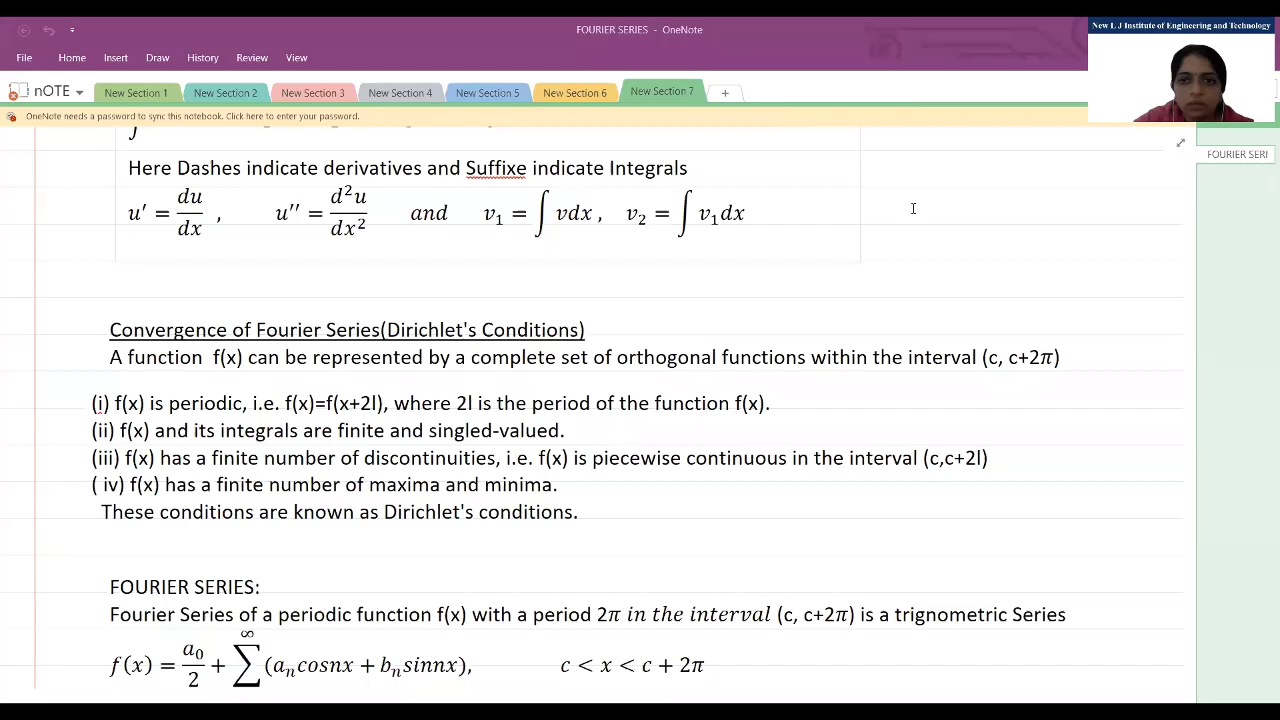 FOURIER SERIES - OneNote
New L J Institute of Engineering and Technology
File Home Insert Draw History Review View
nOTE New Section 1 New Section 2 New Section 3 New Section 4 New Section 5 New Section 6 New Section 7 +
OneNote needs a password to sync this notebook. Click here to enter your password.
FOURIER SERI
Here Dashes indicate derivatives and Suffixe indicate Integrals
u' = du/dx , u'' = d²u/dx² and v₁ = ∫ vdx , v₂ = ∫ v₁dx
Convergence of Fourier Series(Dirichlet's Conditions)
A function f(x) can be represented by a complete set of orthogonal functions within the interval (c, c+2π)
(i) f(x) is periodic, i.e. f(x)=f(x+2l), where 2l is the period of the function f(x).
(ii) f(x) and its integrals are finite and singled-valued.
(iii) f(x) has a finite number of discontinuities, i.e. f(x) is piecewise continuous in the interval (c,c+2l)
( iv) f(x) has a finite number of maxima and minima.
These conditions are known as Dirichlet's conditions.
FOURIER SERIES:
Fourier Series of a periodic function f(x) with a period 2π in the interval (c, c+2π) is a trignometric Series
f(x) = a₀/2 + ∑^∞ (aₙcosnx + bₙsinnx), c < x < c + 2π